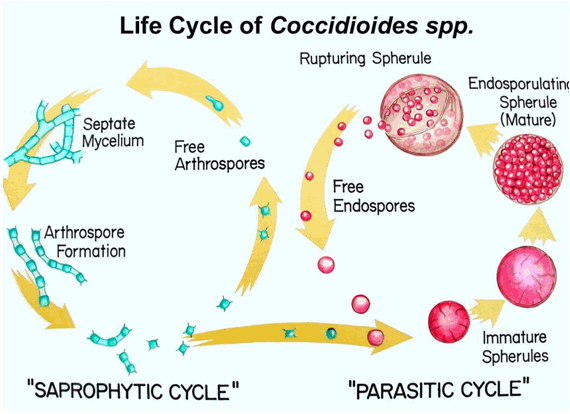 Life Cycle of Coccidioides spp.
Rupturing Spherule
Endosporulating
Spherule
(Mature)
Septate
Mycelium
Free
Arthrospores
Free
Endospores
Arthrospore
Formation
Immature
Spherules
"SAPROPHYTIC CYCLE"
"PARASITIC CYCLE"